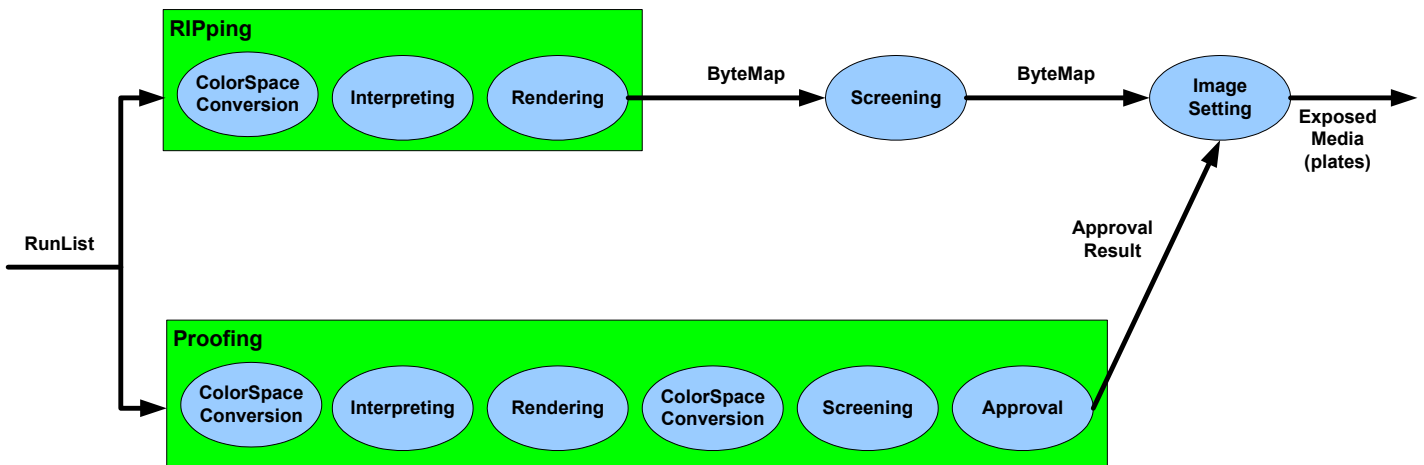 RIPping
ColorSpace
Conversion
Interpreting
Rendering
ByteMap
Screening
ByteMap
Image
Setting
Exposed
Media
(plates)
RunList
Approval
Result
Proofing
ColorSpace
Conversion
Interpreting
Rendering
ColorSpace
Conversion
Screening
Approval